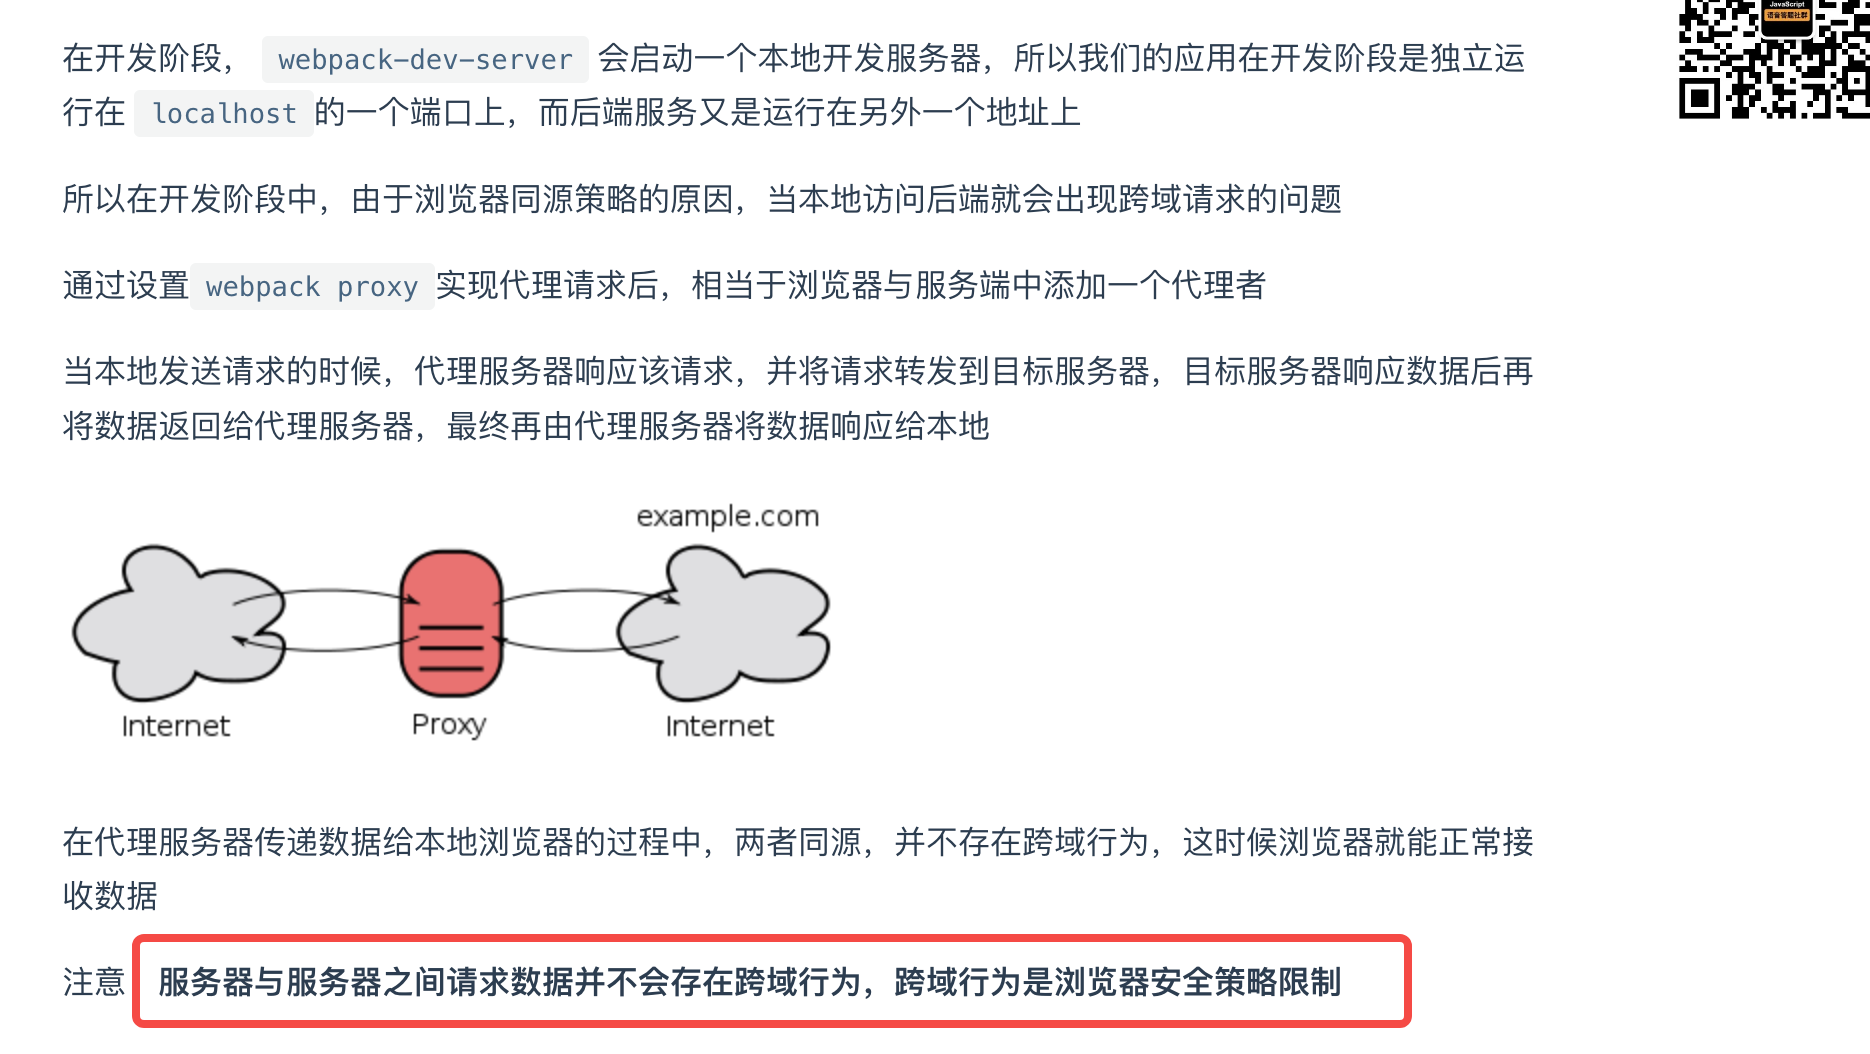 JavaScript
语音答题社群
在开发阶段， webpack-dev-server 会启动一个本地开发服务器，所以我们的应用在开发阶段是独立运
行在 localhost 的一个端口上，而后端服务又是运行在另外一个地址上
所以在开发阶段中，由于浏览器同源策略的原因，当本地访问后端就会出现跨域请求的问题
通过设置 webpack proxy 实现代理请求后，相当于浏览器与服务端中添加一个代理者
当本地发送请求的时候，代理服务器响应该请求，并将请求转发到目标服务器，目标服务器响应数据后再
将数据返回给代理服务器，最终再由代理服务器将数据响应给本地
example.com
Internet
Proxy
Internet
在代理服务器传递数据给本地浏览器的过程中，两者同源，并不存在跨域行为，这时候浏览器就能正常接
收数据
注意 服务器与服务器之间请求数据并不会存在跨域行为，跨域行为是浏览器安全策略限制